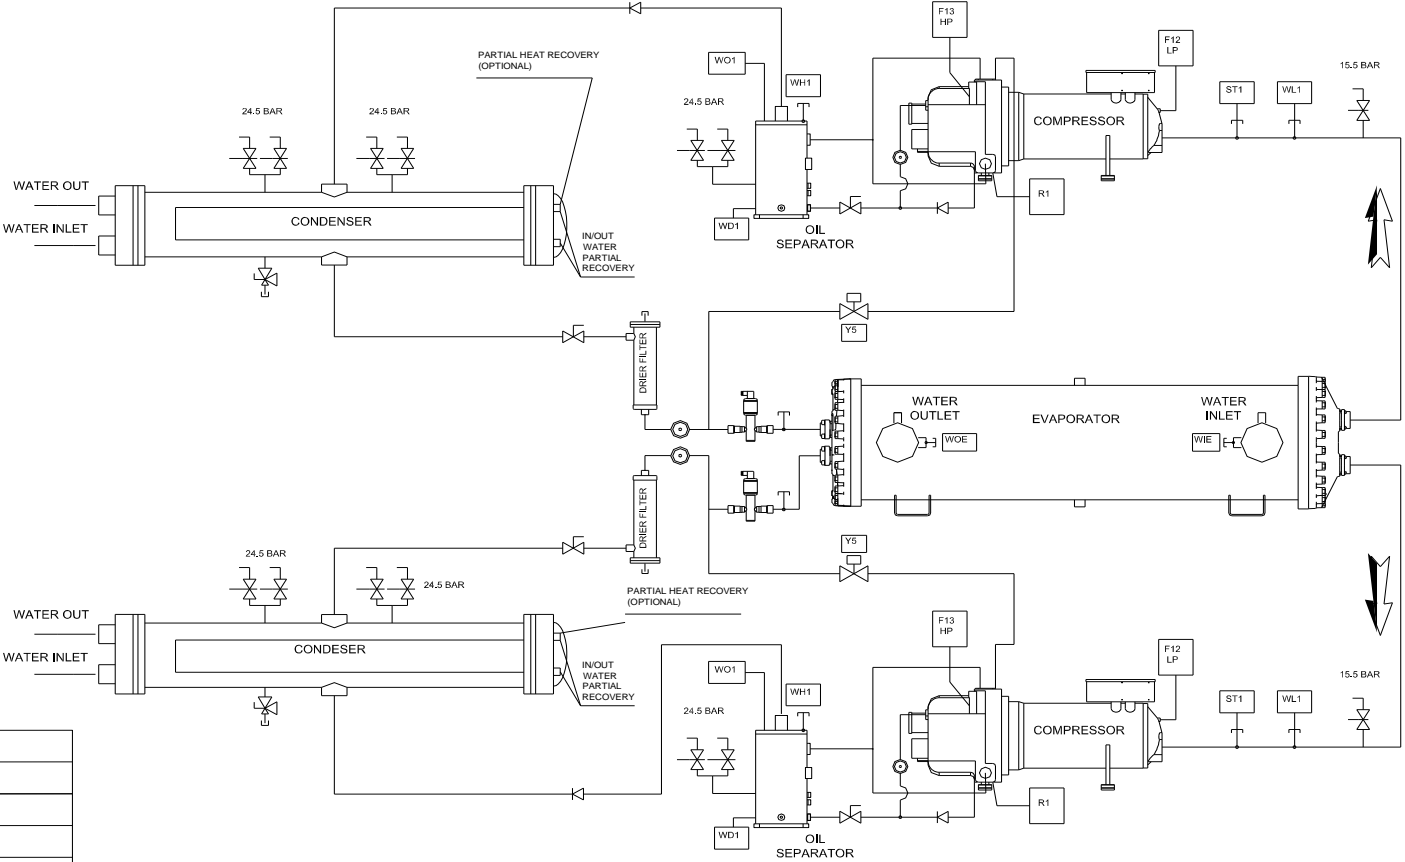 F13
HP
F12
LP
PARTIAL HEAT RECOVERY
(OPTIONAL)
WO1
WH1
15.5 BAR
24.5 BAR
24.5 BAR
24.5 BAR
ST1
WL1
COMPRESSOR
WATER OUT
CONDENSER
WATER INLET
R1
WD1
OIL
SEPARATOR
IN/OUT
WATER
PARTIAL
RECOVERY
Y5
DRIER FILTER
WATER
OUTLET
EVAPORATOR
WATER
INLET
WOE
WIE
DRIER FILTER
Y5
24.5 BAR
24.5 BAR
PARTIAL HEAT RECOVERY
(OPTIONAL)
WATER OUT
CONDESER
WATER INLET
IN/OUT
WATER
PARTIAL
RECOVERY
F13
HP
F12
LP
WO1
WH1
15.5 BAR
24.5 BAR
ST1
WL1
COMPRESSOR
R1
WD1
OIL
SEPARATOR